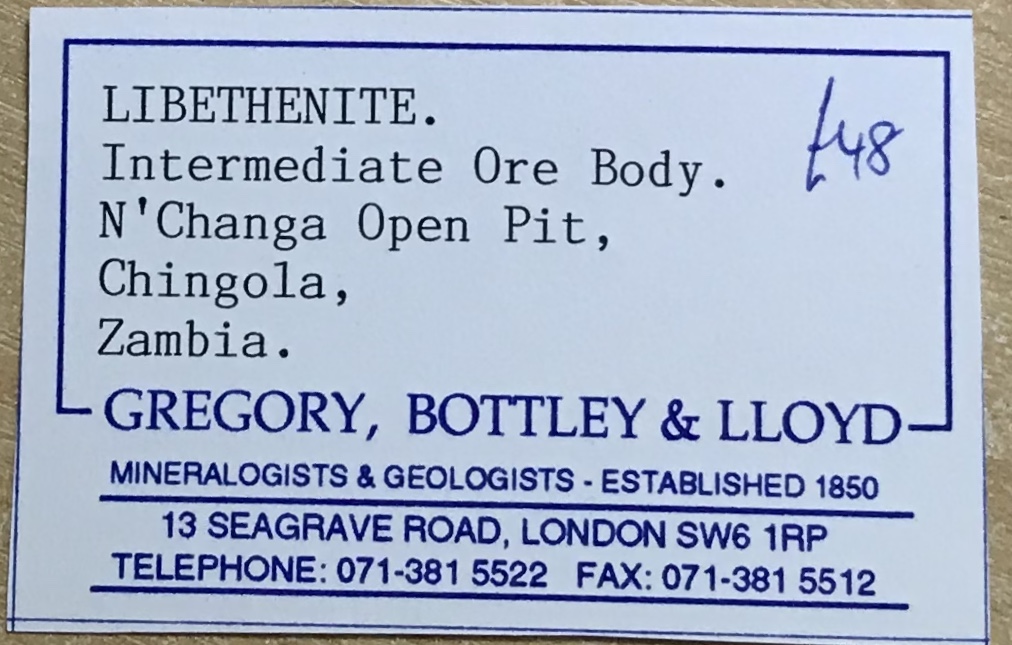 LIBETHENITE.
£48
Intermediate Ore Body.
N'Changa Open Pit,
Chingola,
Zambia.
GREGORY, BOTTLEY & LLOYD
MINERALOGISTS & GEOLOGISTS - ESTABLISHED 1850
13 SEAGRAVE ROAD, LONDON SW6 1RP
TELEPHONE: 071-381 5522 FAX: 071-381 5512